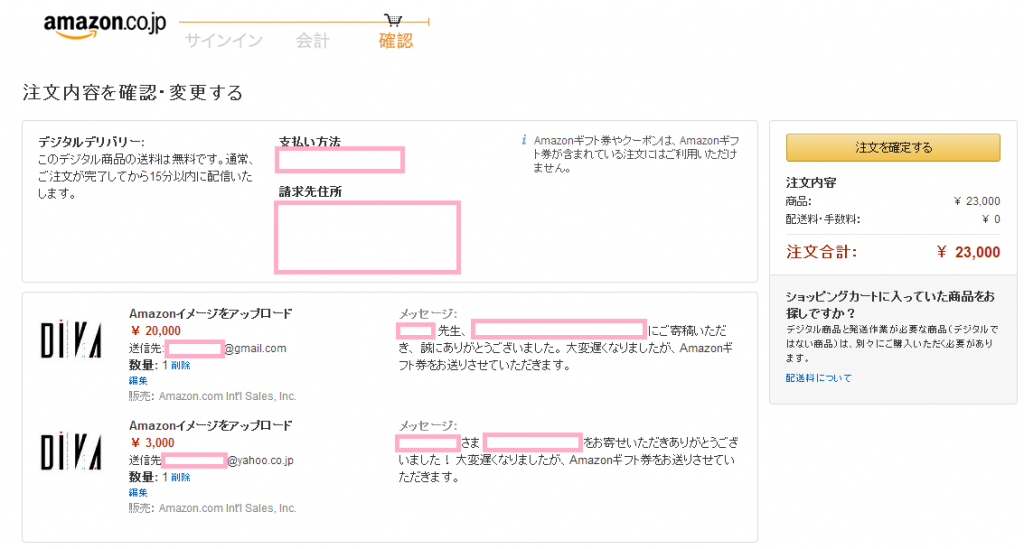 amazon.co.jp
サインイン 会計 確認
注文内容を確認・変更する
デジタルデリバリー:
このデジタル商品の送料は無料です。通常、
ご注文が完了してから15分以内に配信いた
します。
支払い方法
請求先住所
i Amazonギフト券やクーポンは、Amazonギフ
ト券が含まれている注文にはご利用いただけ
ません。
注文を確定する
注文内容
商品: ¥ 23,000
配送料・手数料: ¥ 0
注文合計: ¥ 23,000
ショッピングカートに入っていた商品をお
探しですか?
デジタル商品と発送作業が必要な商品(デジタルで
はない商品)は、別々にご購入いただく必要があり
ます。
配送料について
DIVA
Amazonイメージをアップロード
¥ 20,000
送信先: @gmail.com
数量: 1 削除
編集
販売: Amazon.com Int'l Sales, Inc.
メッセージ:
先生、 にご寄稿いただ
き、誠にありがとうございました。大変遅くなりましたが、Amazonギ
フト券をお送りさせていただきます。
DIVA
Amazonイメージをアップロード
¥ 3,000
送信先 @yahoo.co.jp
数量: 1 削除
編集
販売: Amazon.com Int'l Sales, Inc.
メッセージ:
さま をお寄せいただきありがとうござ
いました! 大変遅くなりましたが、Amazonギフト券をお送りさせてい
ただきます。